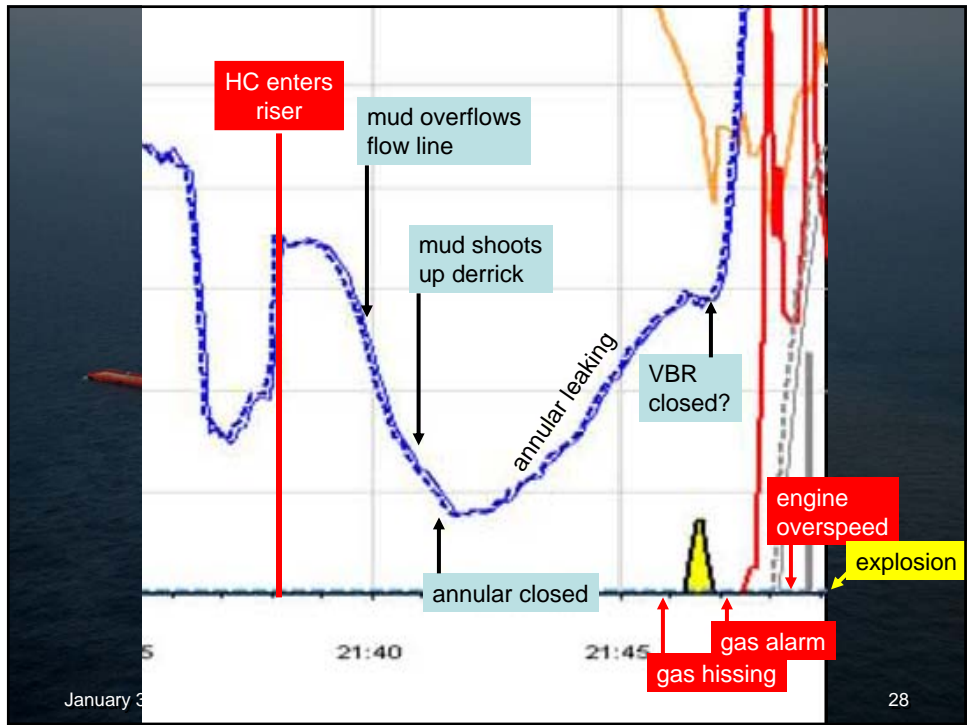 HC enters
riser
mud overflows
flow line
mud shoots
up derrick
annular leaking
VBR
closed?
engine
overspeed
explosion
annular closed
gas alarm
gas hissing
5
21:40
21:45
January 3
28